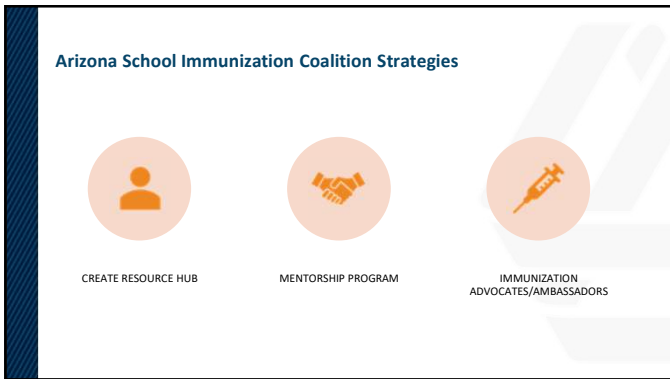 Arizona School Immunization Coalition Strategies
CREATE RESOURCE HUB
MENTORSHIP PROGRAM
IMMUNIZATION
ADVOCATES/AMBASSADORS